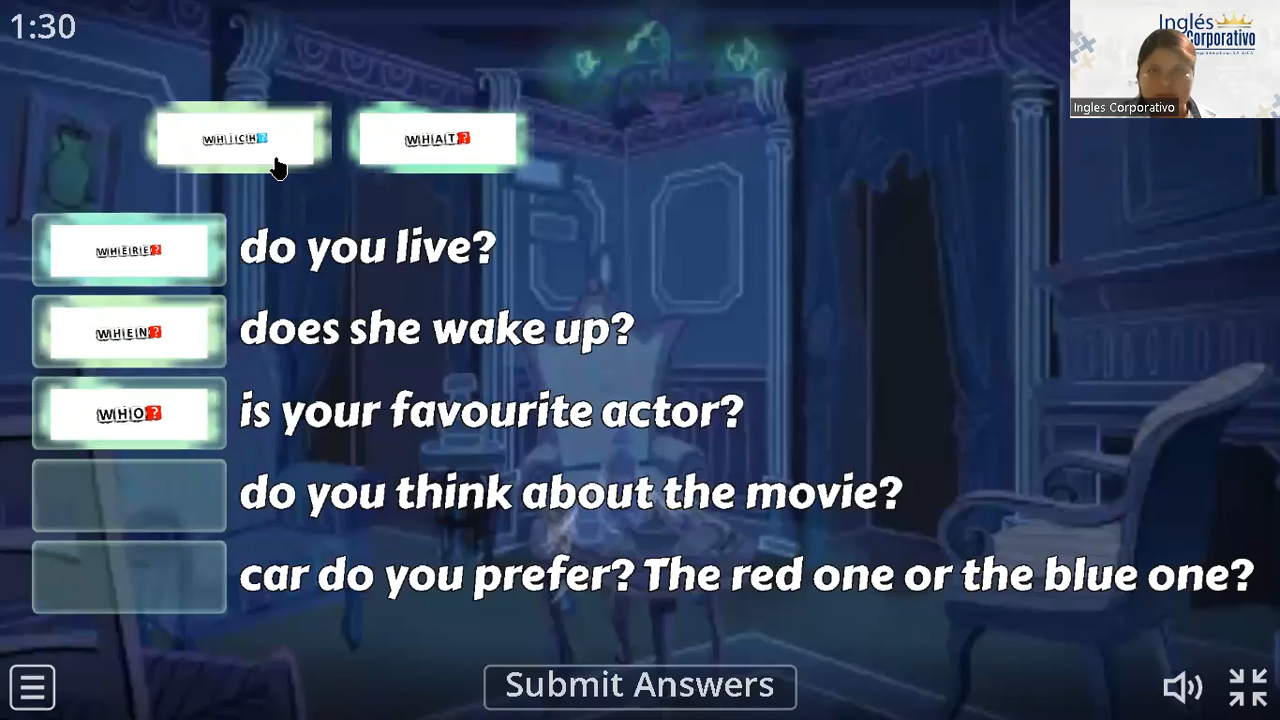 1:30
Inglés
Corporativo
Ingles Corporativo
WHICH? WHAT?
WHERE? do you live?
WHEN? does she wake up?
WHO? is your favourite actor?
do you think about the movie?
car do you prefer? The red one or the blue one?
Submit Answers